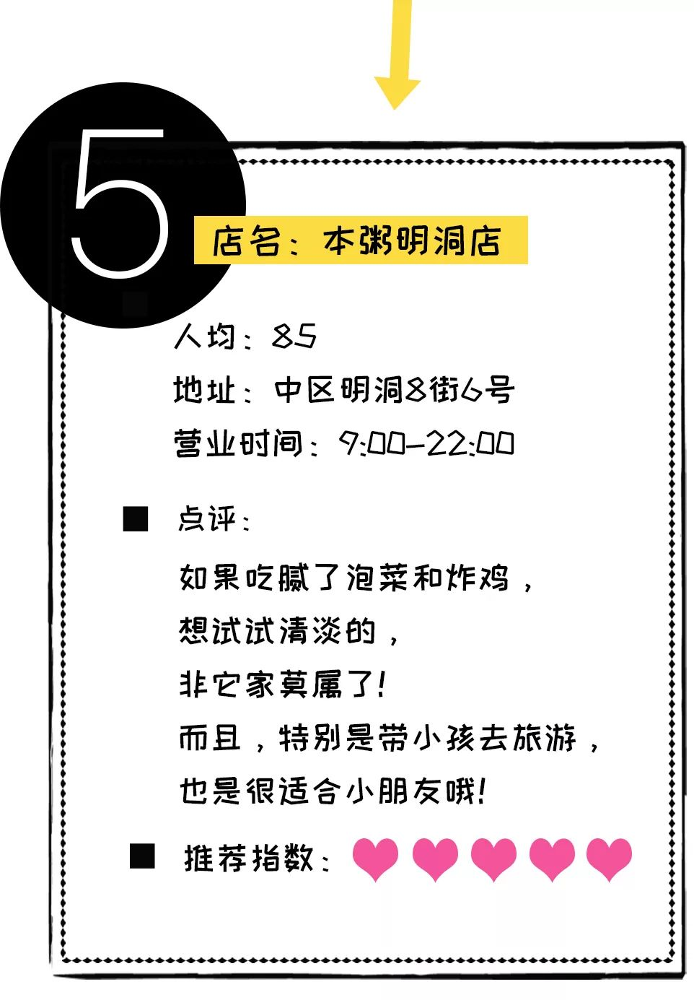 5
店名：本粥明洞店
人均：85
地址：中区明洞8街6号
营业时间：9:00-22:00
点评：
如果吃腻了泡菜和炸鸡，
想试试清淡的，
非它家莫属了！
而且，特别是带小孩去旅游，
也是很适合小朋友哦！
推荐指数：